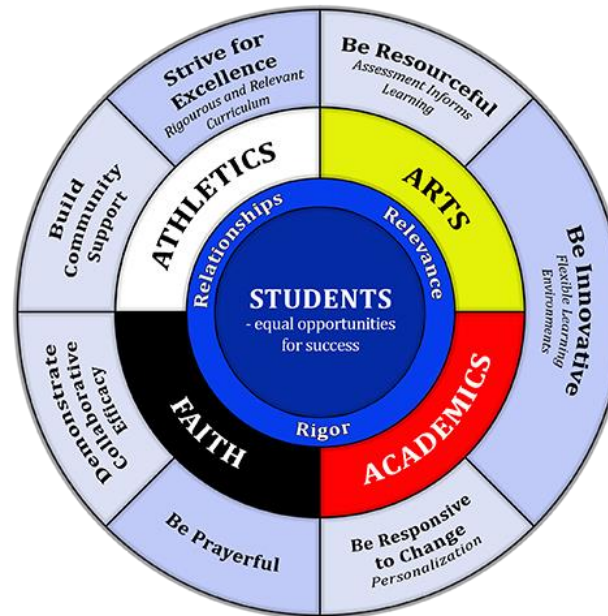 Strive for
Excellence
Rigourous and Relevant
Curriculum
Be Resourceful
Assessment Informs
Learning
Be Innovative
Flexible Learning
Environments
Be Responsive
to Change
Personalization
Be Prayerful
Demonstrate
Collaborative
Efficacy
Build
Community
Support
ATHLETICS
ARTS
ACADEMICS
FAITH
Relationships
Relevance
Rigor
STUDENTS
- equal opportunities
for success